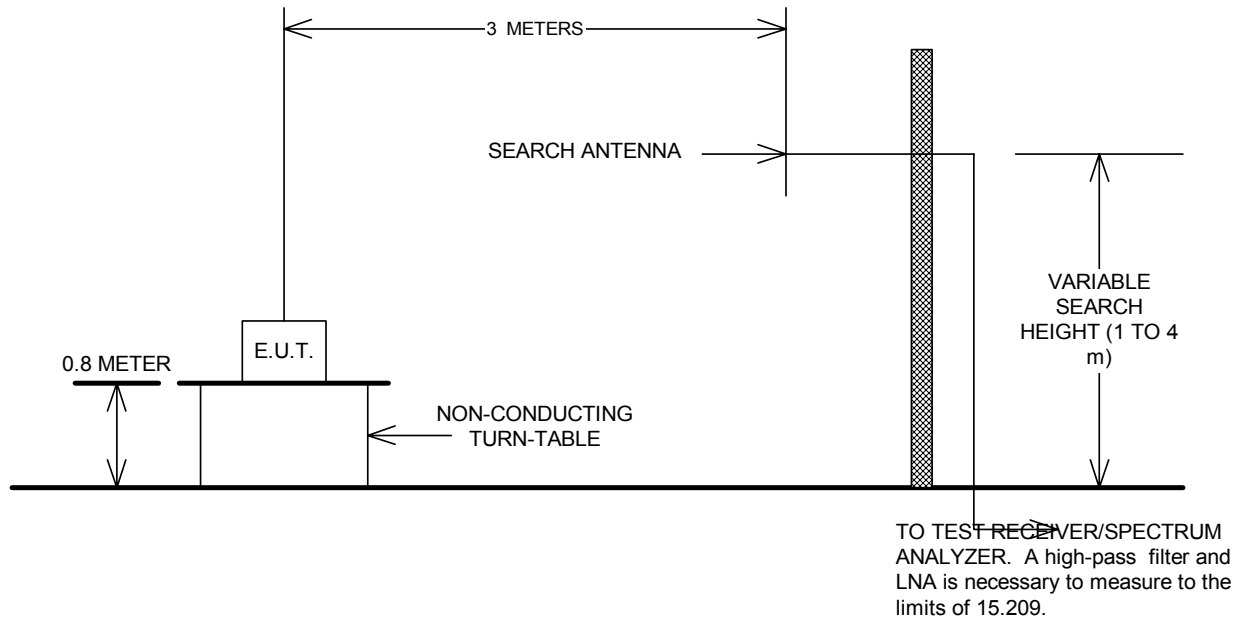 3 METERS
SEARCH ANTENNA
VARIABLE
SEARCH
HEIGHT (1 TO 4
m)
E.U.T.
0.8 METER
NON-CONDUCTING
TURN-TABLE
TO TEST RECEIVER/SPECTRUM
ANALYZER. A high-pass filter and
LNA is necessary to measure to the
limits of 15.209.